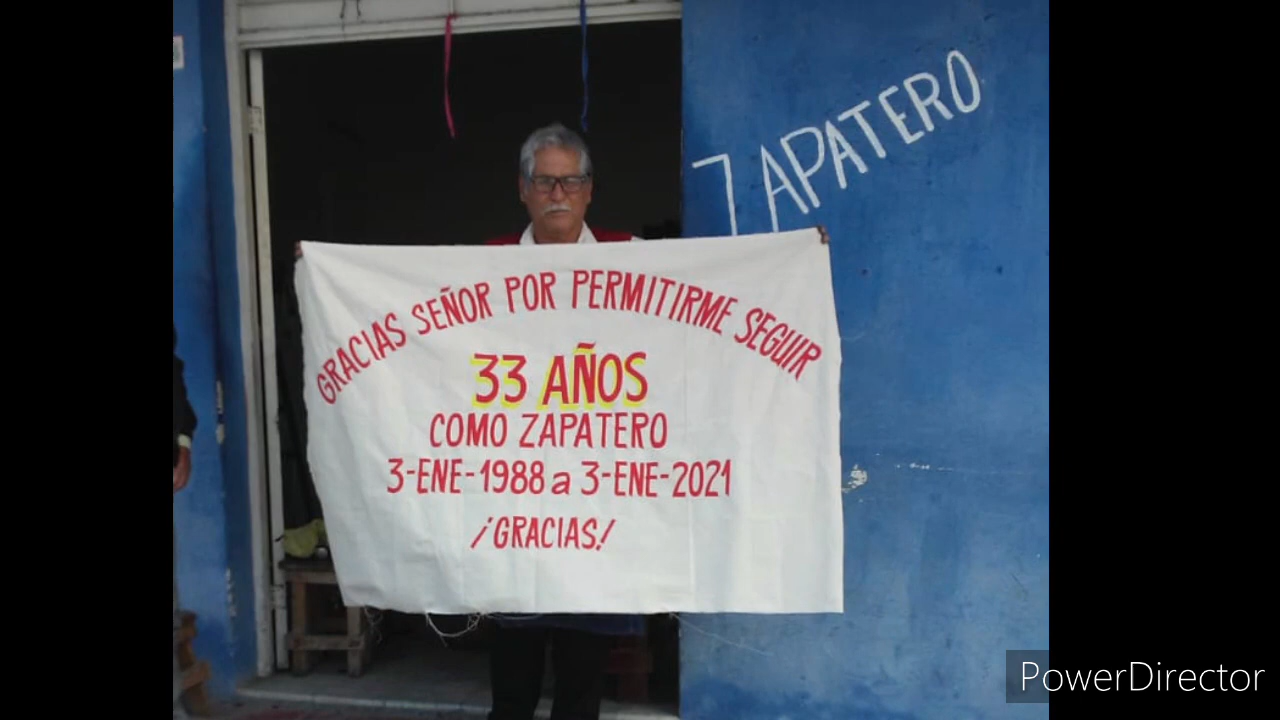 ZAPATERO
GRACIAS SEÑOR POR PERMITIRME SEGUIR
33 AÑOS
COMO ZAPATERO
3-ENE-1988 a 3-ENE-2021
¡GRACIAS!
PowerDirector